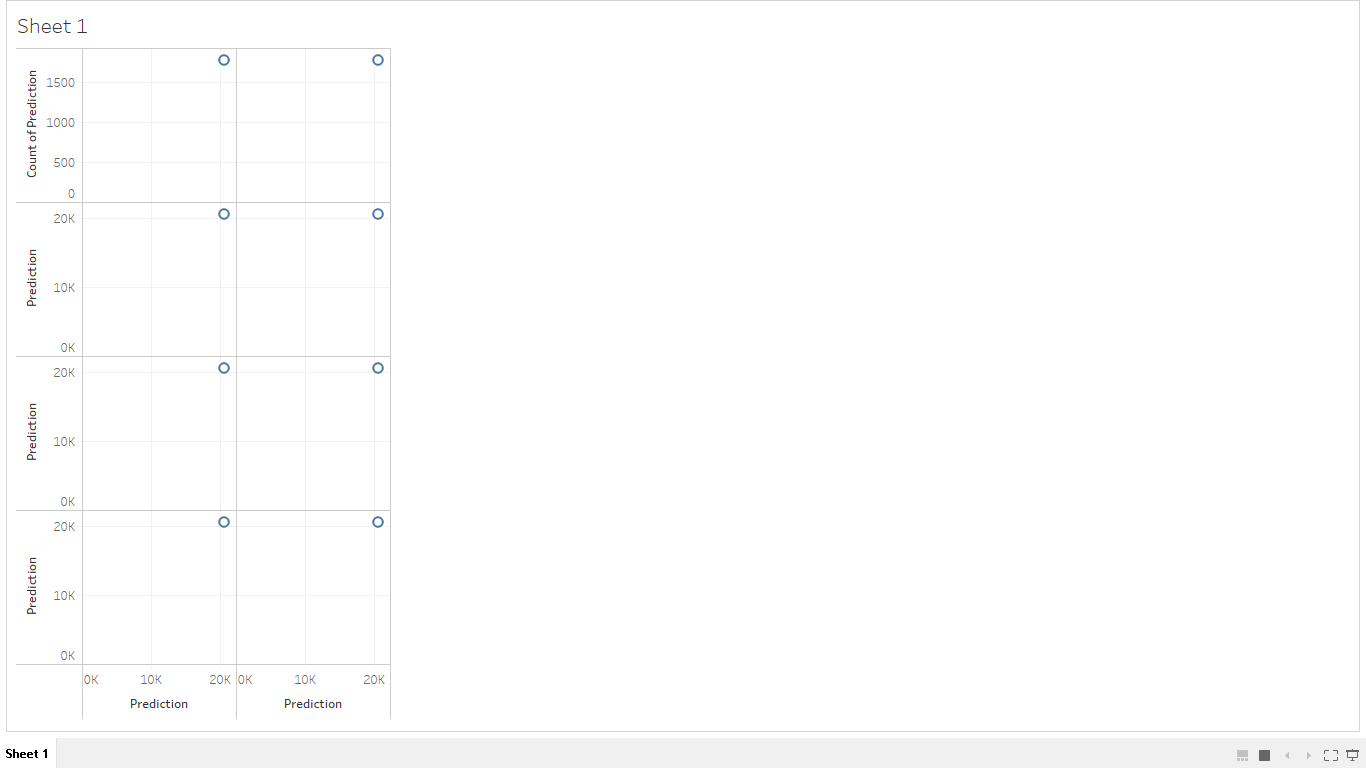 Sheet 1
Count of Prediction
1500
1000
500
0
Prediction
20K
10K
0K
Prediction
20K
10K
0K
Prediction
20K
10K
0K
0K 10K 20K 0K 10K 20K
Prediction Prediction
Sheet 1